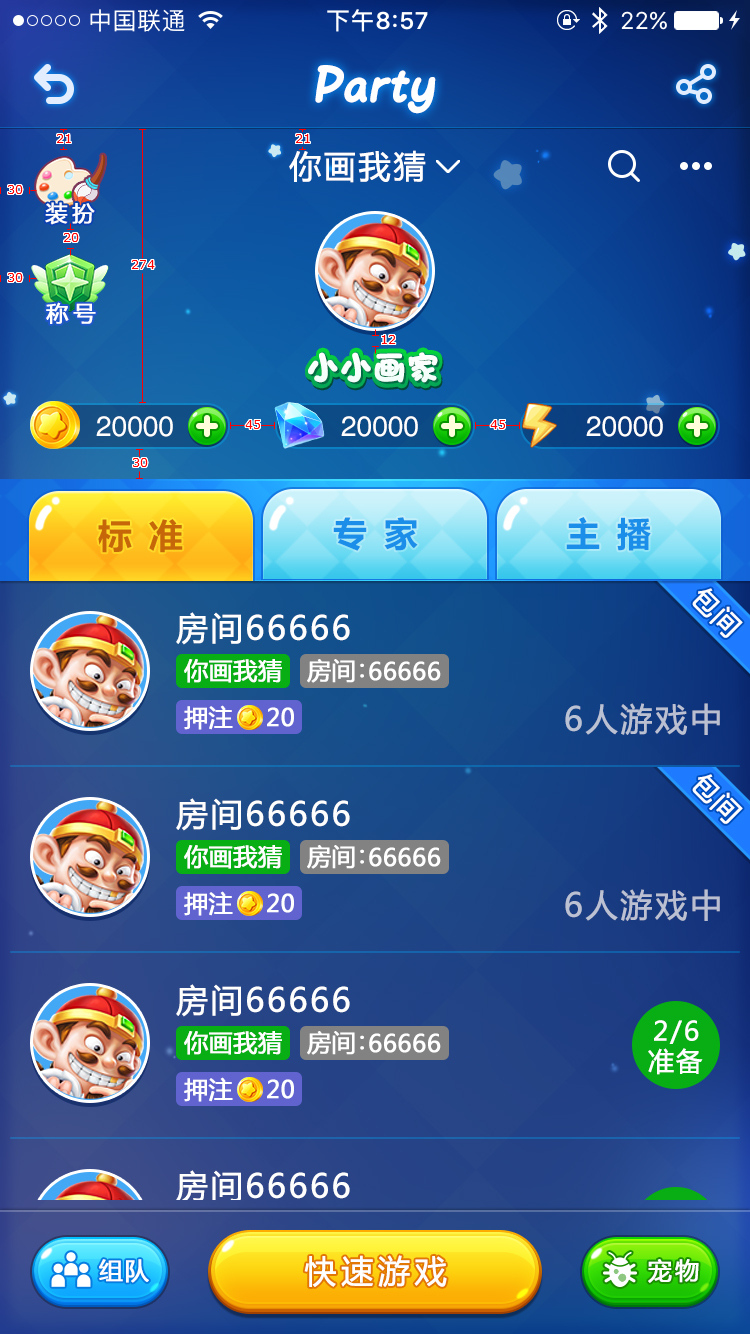 中国联通 下午8:57 22%
Party
21 21
你画我猜
30
装扮
20
274
30
称号
12
小小画家
20000 45 20000 45 20000
30
标准 专家 主播
包间
房间66666
你画我猜 房间:66666
押注 20
6人游戏中
包间
房间66666
你画我猜 房间:66666
押注 20
6人游戏中
房间66666
你画我猜 房间:66666
押注 20
2/6
准备
房间66666
组队 快速游戏 宠物